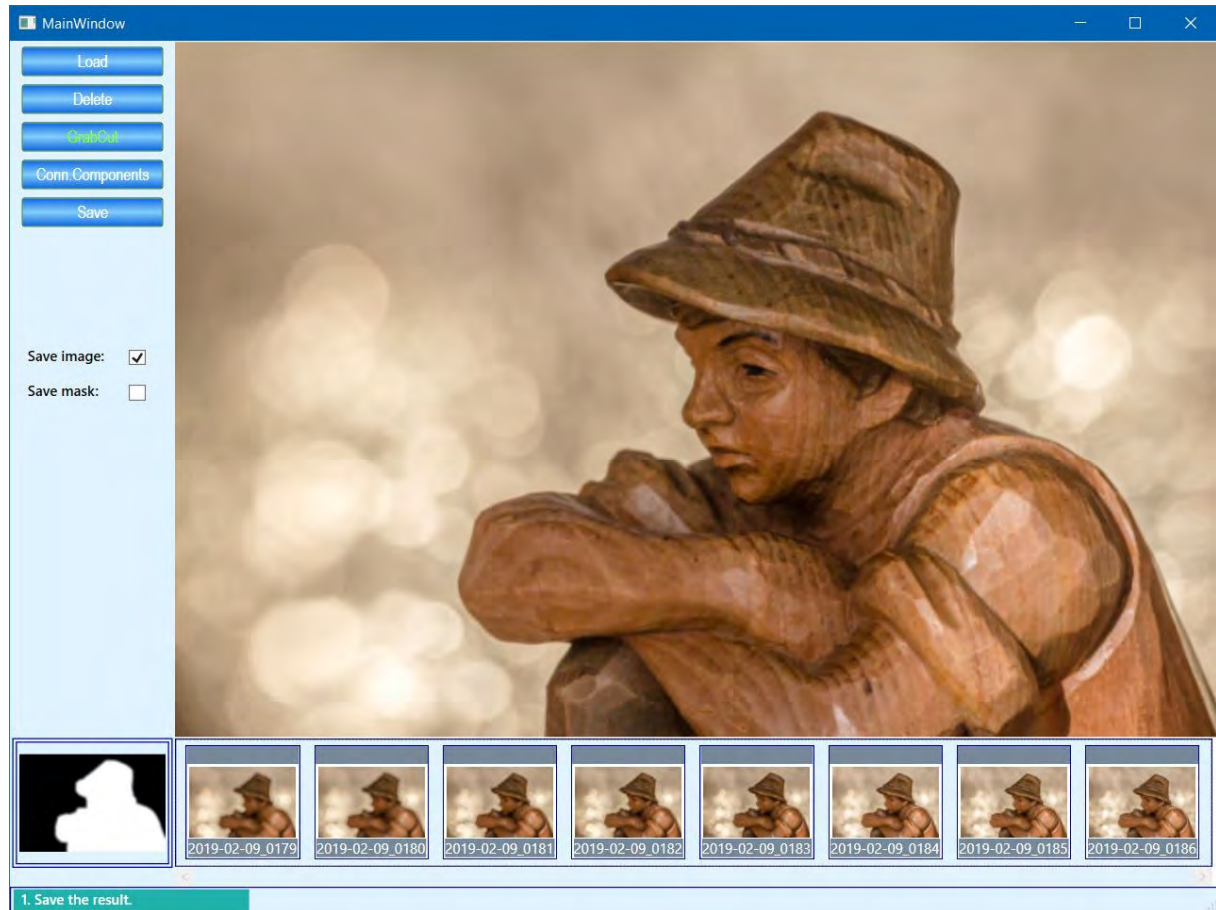 MainWindow
Load
Delete
GrabCut
Conn.Components
Save
Save image:
Save mask:
2019-02-09_0179
2019-02-09_0180
2019-02-09_0181
2019-02-09_0182
2019-02-09_0183
2019-02-09_0184
2019-02-09_0185
2019-02-09_0186
1. Save the result.